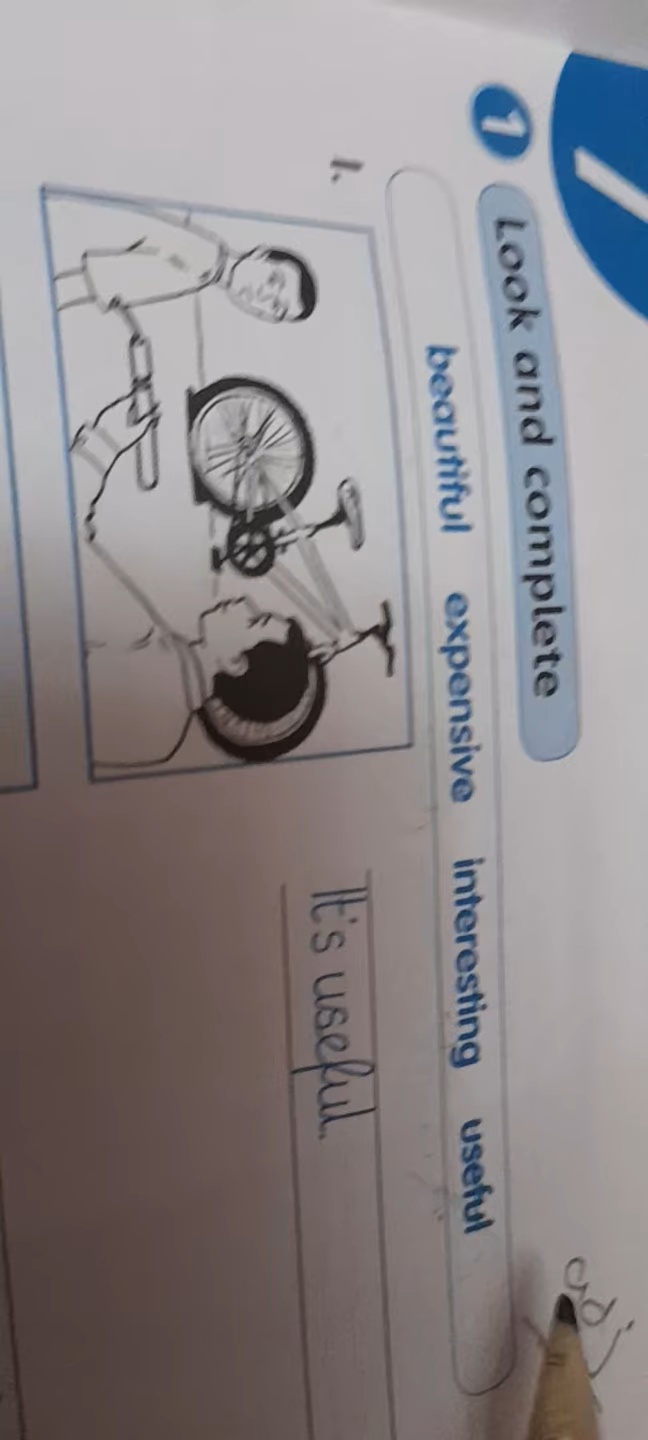 1 Look and complete
beautiful expensive interesting useful
1. It's useful.